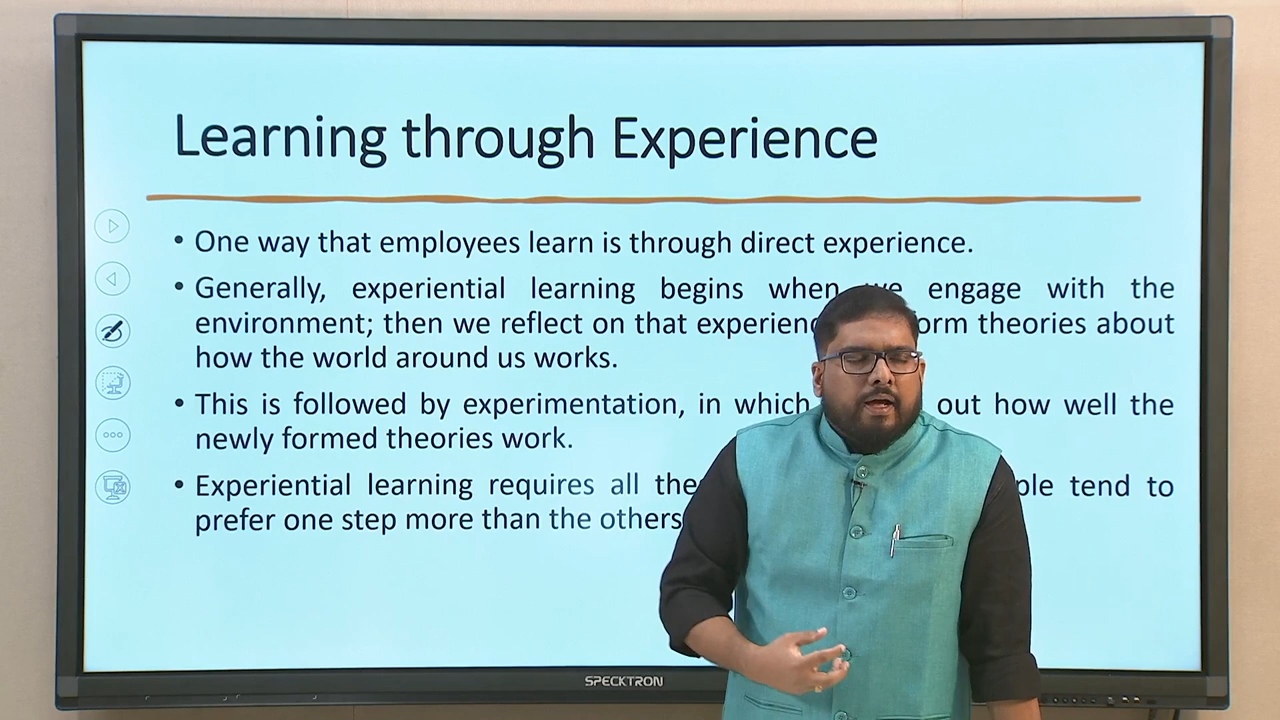 Learning through Experience
• One way that employees learn is through direct experience.
• Generally, experiential learning begins when we engage with the
environment; then we reflect on that form theories about
how the world around us works.
• This is followed by experimentation, in which out how well the
newly formed theories work.
• Experiential learning requires all tend to
prefer one step more than the others
SPECKTRON